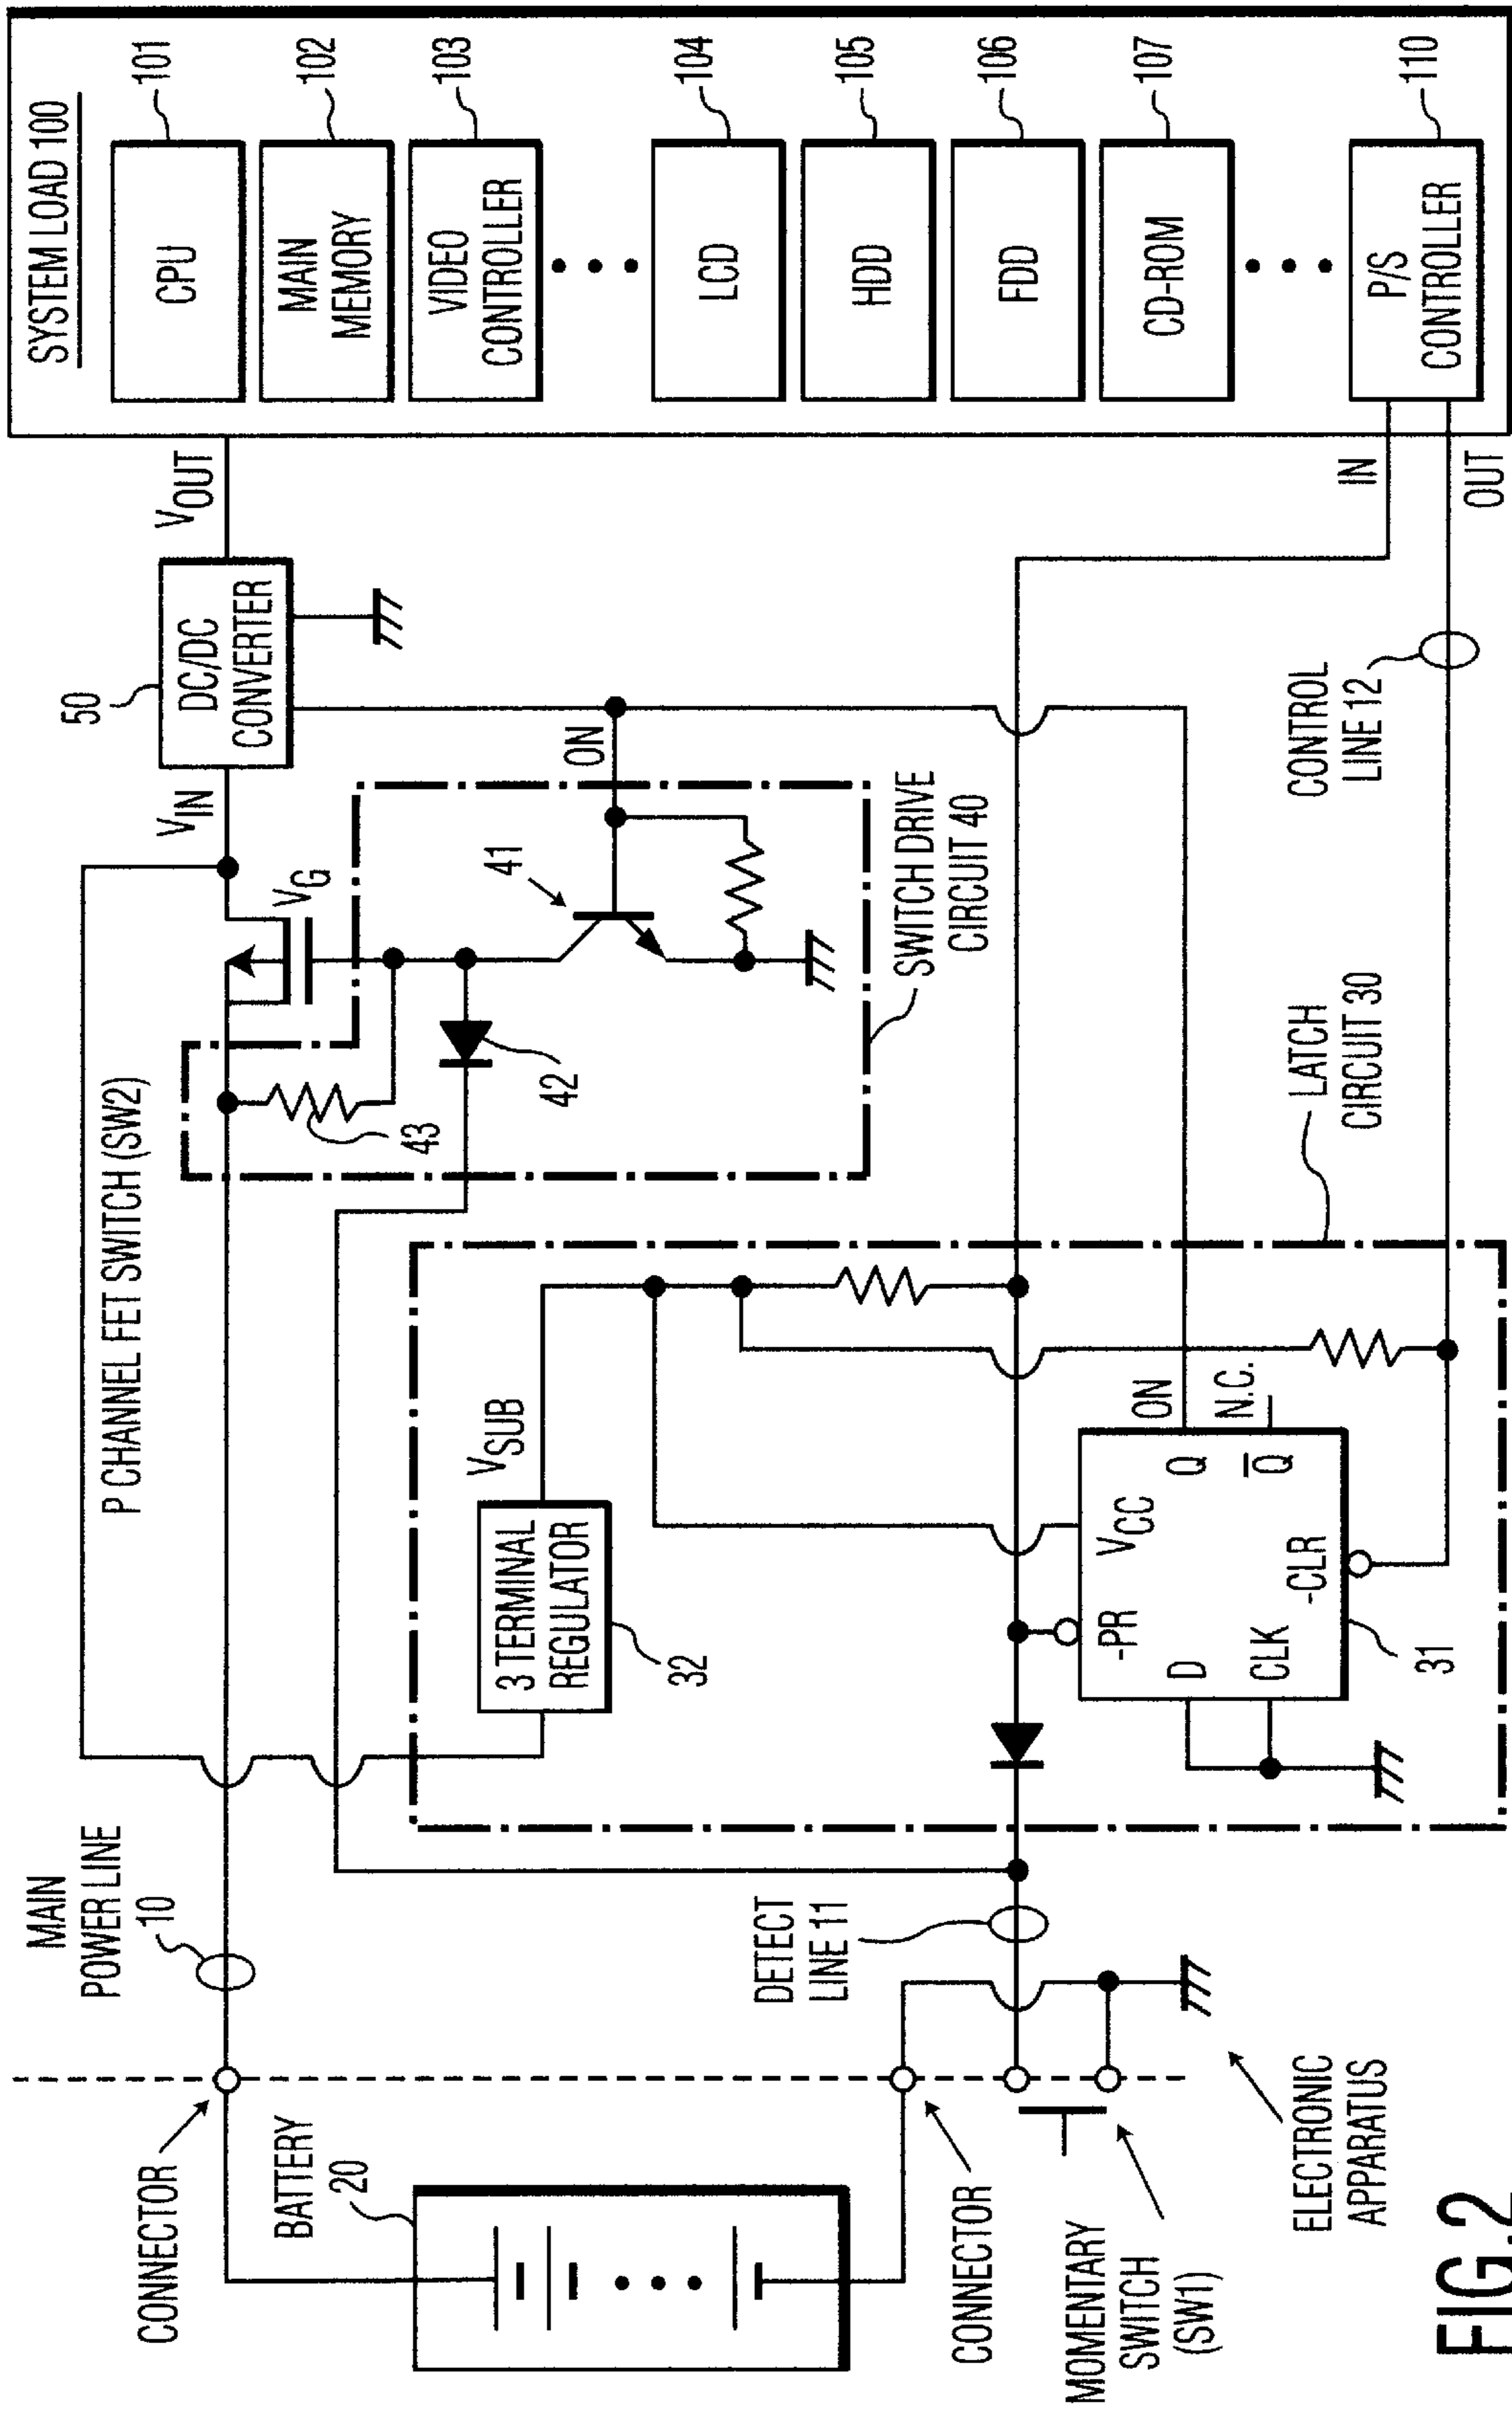 CONNECTOR
MAIN
POWER LINE
10
P CHANNEL FET SWITCH (SW2)
VIN
50
DC/DC
CONVERTER
VOUT
SYSTEM LOAD 100
CPU
101
MAIN
MEMORY
102
VIDEO
CONTROLLER
103
LCD
104
HDD
105
FDD
106
CD-ROM
107
P/S
CONTROLLER
110
BATTERY
20
43
VG
42
41
ON
SWITCH DRIVE
CIRCUIT 40
3 TERMINAL
REGULATOR
32
VSUB
DETECT
LINE 11
CONNECTOR
MOMENTARY
SWITCH
(SW1)
ELECTRONIC
APPARATUS
-PR
VCC
D
Q
ON
CLK
-CLR
Q
N.C.
31
LATCH
CIRCUIT 30
CONTROL
LINE 12
IN
OUT
FIG.2